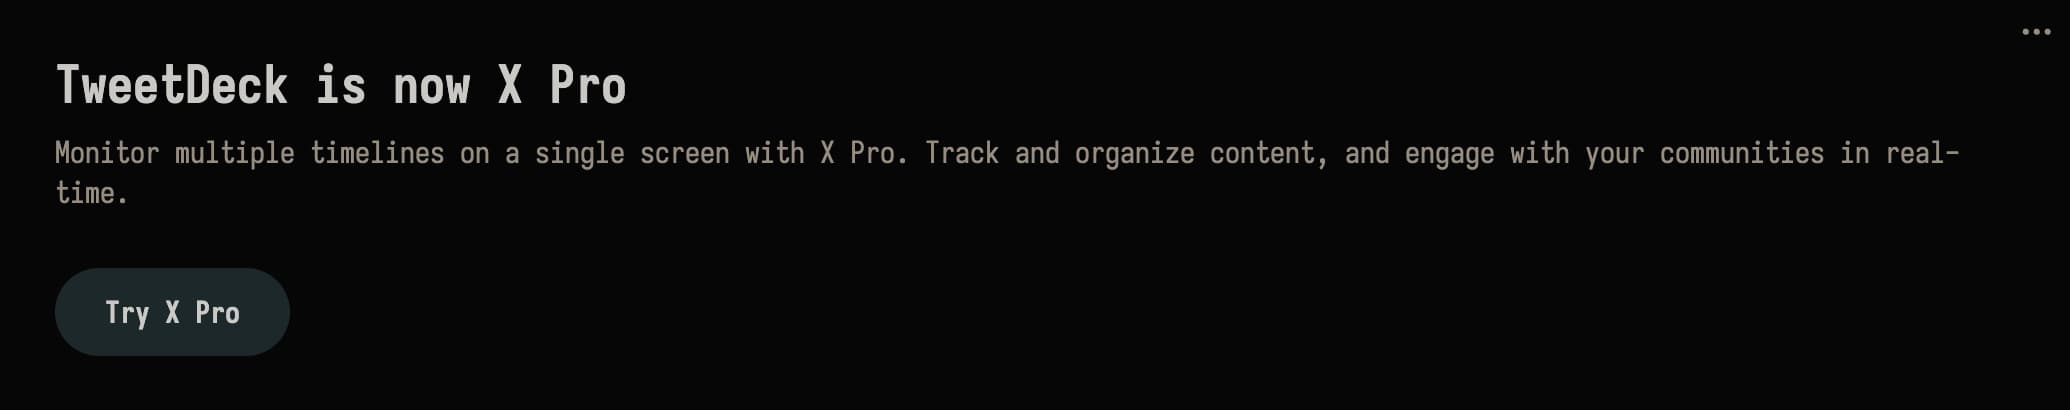 TweetDeck is now X Pro
Monitor multiple timelines on a single screen with X Pro. Track and organize content, and engage with your communities in real-
time.
Try X Pro